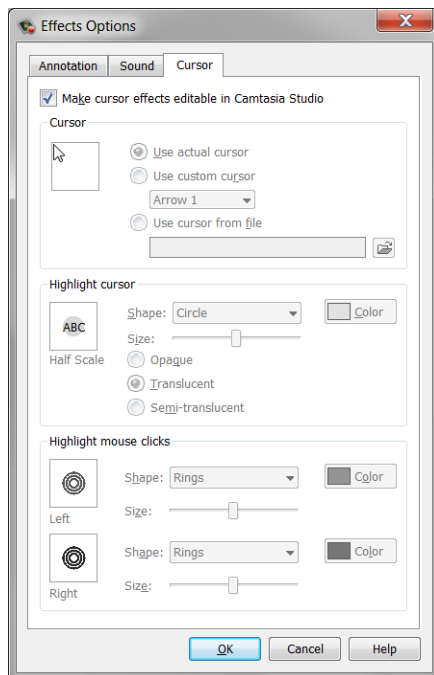 Effects Options
Annotation Sound Cursor
Make cursor effects editable in Camtasia Studio
Cursor
Use actual cursor
Use custom cursor
Arrow 1
Use cursor from file
Highlight cursor
ABC
Half Scale
Shape: Circle Color
Size:
Opaque
Translucent
Semi-translucent
Highlight mouse clicks
Left
Shape: Rings Color
Size:
Right
Shape: Rings Color
Size:
OK Cancel Help